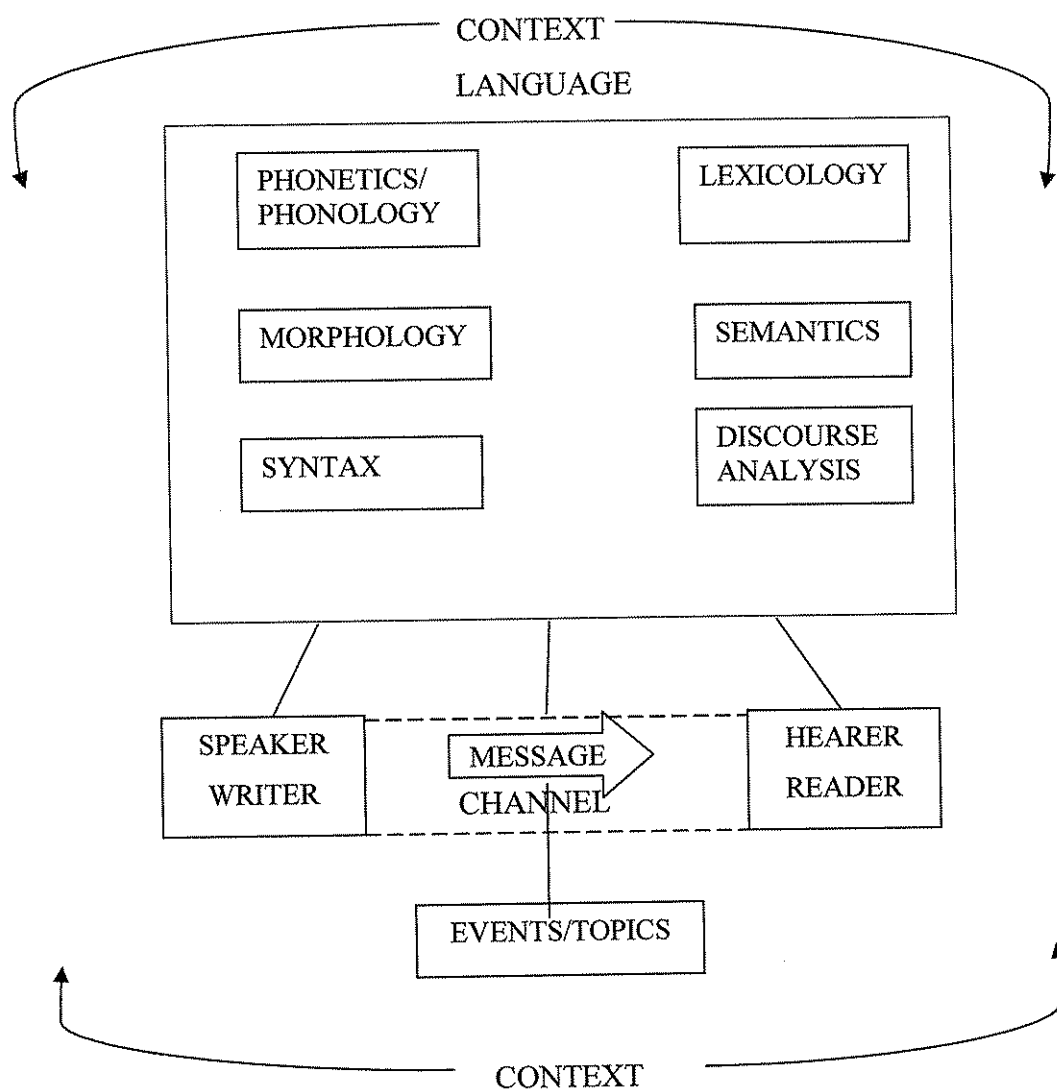 CONTEXT
LANGUAGE
PHONETICS/
PHONOLOGY
LEXICOLOGY
MORPHOLOGY
SEMANTICS
SYNTAX
DISCOURSE
ANALYSIS
SPEAKER
WRITER
MESSAGE
CHANNEL
HEARER
READER
EVENTS/TOPICS
CONTEXT